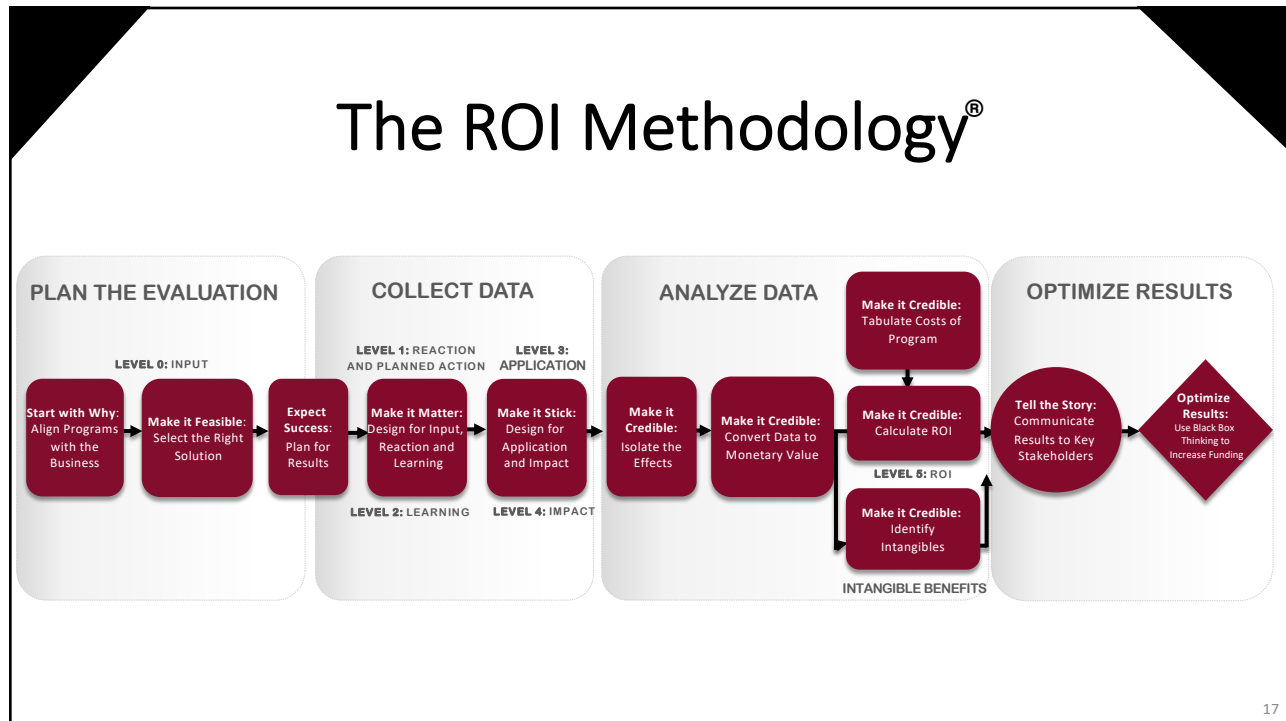 The ROI Methodology®
PLAN THE EVALUATION
LEVEL 0: INPUT
Start with Why:
Align Programs
with the
Business
Make it Feasible:
Select the Right
Solution
Expect
Success:
Plan for
Results
COLLECT DATA
LEVEL 1: REACTION
AND PLANNED ACTION
LEVEL 3:
APPLICATION
Make it Matter:
Design for Input,
Reaction and
Learning
Make it Stick:
Design for
Application
and Impact
LEVEL 2: LEARNING
LEVEL 4: IMPACT
ANALYZE DATA
Make it
Credible:
Isolate the
Effects
Make it Credible:
Convert Data to
Monetary Value
Make it Credible:
Tabulate Costs of
Program
Make it Credible:
Calculate ROI
LEVEL 5: ROI
Make it Credible:
Identify
Intangibles
INTANGIBLE BENEFITS
OPTIMIZE RESULTS
Tell the Story:
Communicate
Results to Key
Stakeholders
Optimize
Results:
Use Black Box
Thinking to
Increase Funding
17